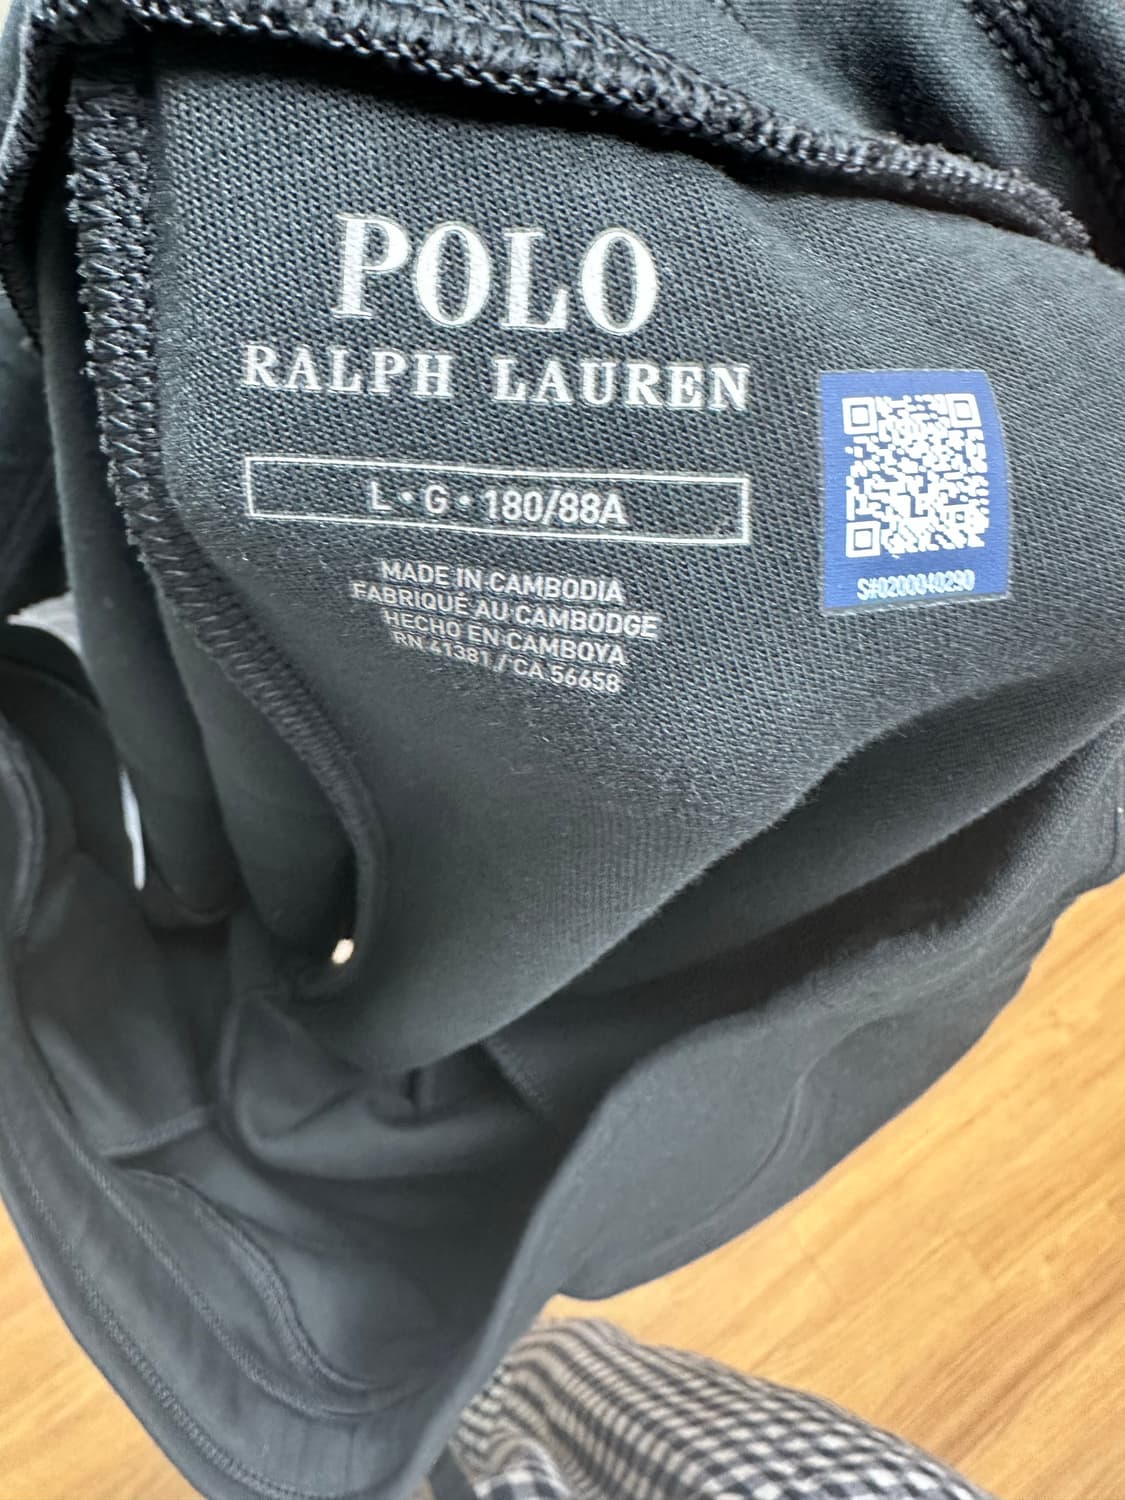 POLO
RALPH LAUREN
L • G • 180/88A
MADE IN CAMBODIA
FABRIQUÉ AU CAMBODGE
HECHO EN CAMBOYA
RN 41381 / CA 56658
S#0200040290